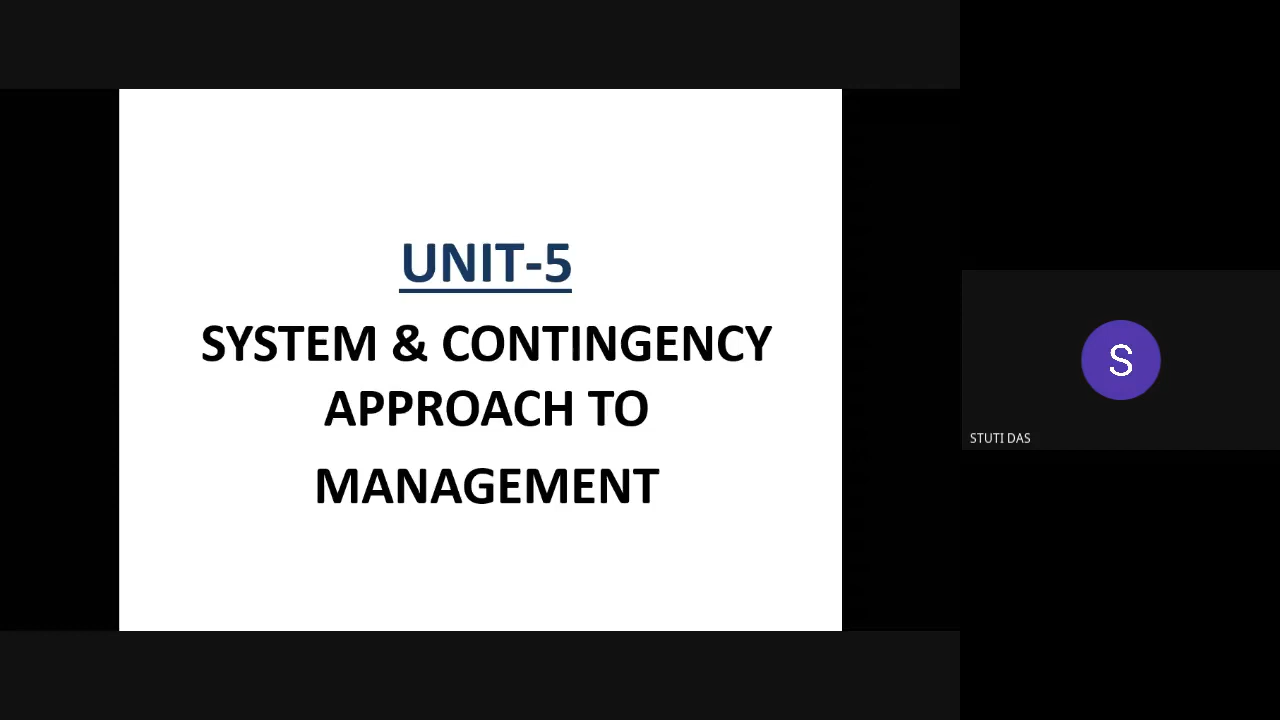 UNIT-5
SYSTEM & CONTINGENCY
APPROACH TO
MANAGEMENT
S
STUTI DAS